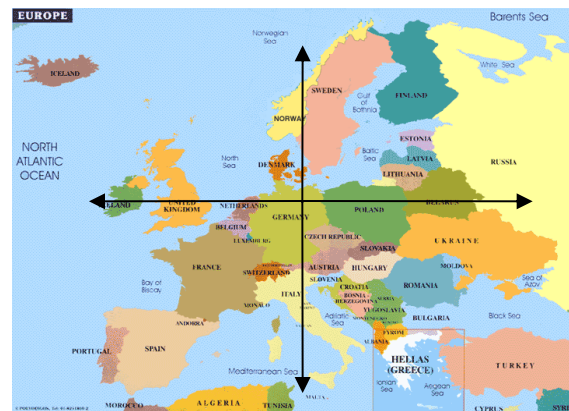 EUROPE
Barents Sea
Norwegian
Sea
White Sea
ICELAND
SWEDEN
FINLAND
Gulf
of
Bothnia
NORWAY
NORTH
ATLANTIC
OCEAN
ESTONIA
North
Sea
Baltic
Sea
LATVIA
RUSSIA
DENMARK
LITHUANIA
UNITED
KINGDOM
NETHERLANDS
POLAND
GERMANY
BELGIUM
LUXEMBURG
CZECH REPUBLIC
UKRAINE
SLOVAKIA
FRANCE
SWITZERLAND
AUSTRIA
HUNGARY
MOLDOVA
Sea of
Azov
SLOVENIA
Bay of
Biscay
ITALY
CROATIA
ROMANIA
BOSNIA
HERZEGOVINA
MONACO
YUGOSLAVIA
Adriatic
Sea
BULGARIA
Black Sea
ANDORRA
FYROM
ALBANIA
PORTUGAL
SPAIN
HELLAS
(GREECE)
TURKEY
Mediterranean Sea
Ionian
Sea
Aegean
Sea
MALTA
MOROCCO
ALGERIA
TUNISIA
CYPRUS